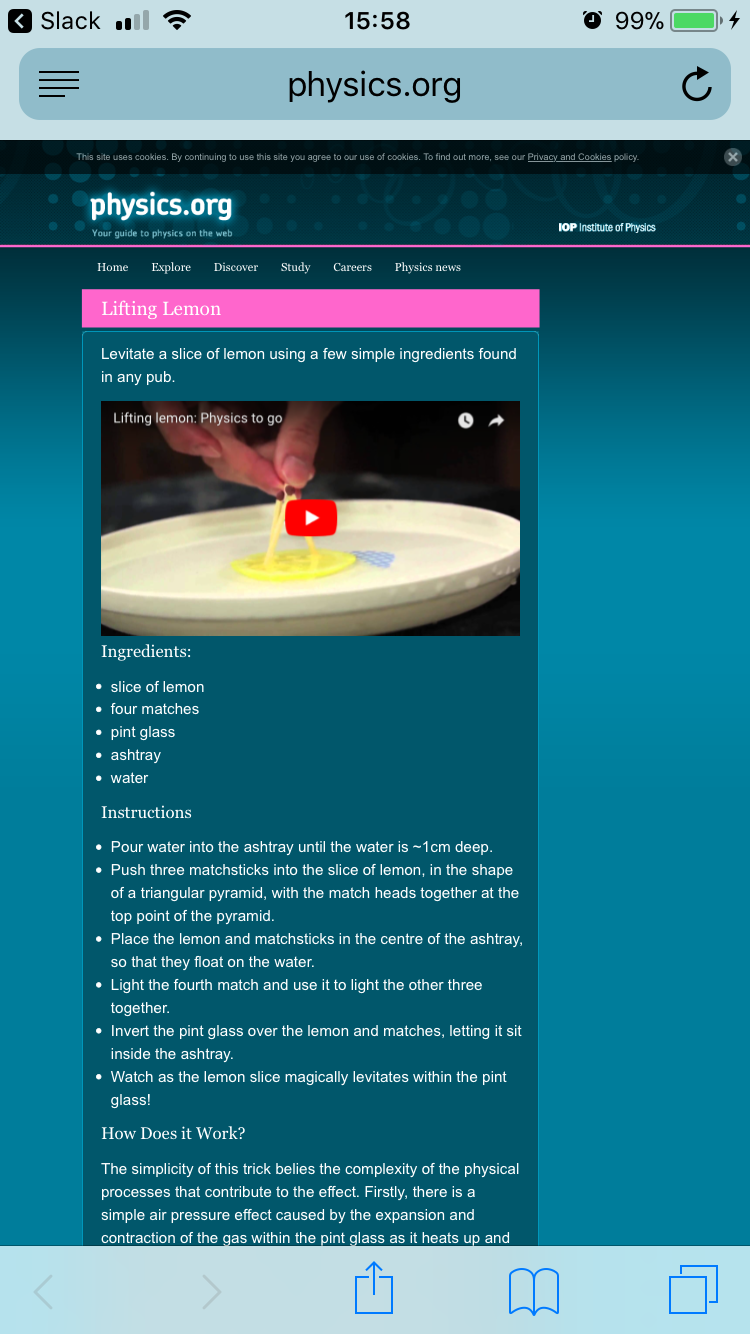 Slack 15:58 99%
physics.org
This site uses cookies. By continuing to use this site you agree to our use of cookies. To find out more, see our Privacy and Cookies policy.
physics.org
Your guide to physics on the web
IOP Institute of Physics
Home Explore Discover Study Careers Physics news
Lifting Lemon
Levitate a slice of lemon using a few simple ingredients found
in any pub.
Lifting lemon: Physics to go
Ingredients:
• slice of lemon
• four matches
• pint glass
• ashtray
• water
Instructions
• Pour water into the ashtray until the water is ~1cm deep.
• Push three matchsticks into the slice of lemon, in the shape
of a triangular pyramid, with the match heads together at the
top point of the pyramid.
• Place the lemon and matchsticks in the centre of the ashtray,
so that they float on the water.
• Light the fourth match and use it to light the other three
together.
• Invert the pint glass over the lemon and matches, letting it sit
inside the ashtray.
• Watch as the lemon slice magically levitates within the pint
glass!
How Does it Work?
The simplicity of this trick belies the complexity of the physical
processes that contribute to the effect. Firstly, there is a
simple air pressure effect caused by the expansion and
contraction of the gas within the pint glass as it heats up and